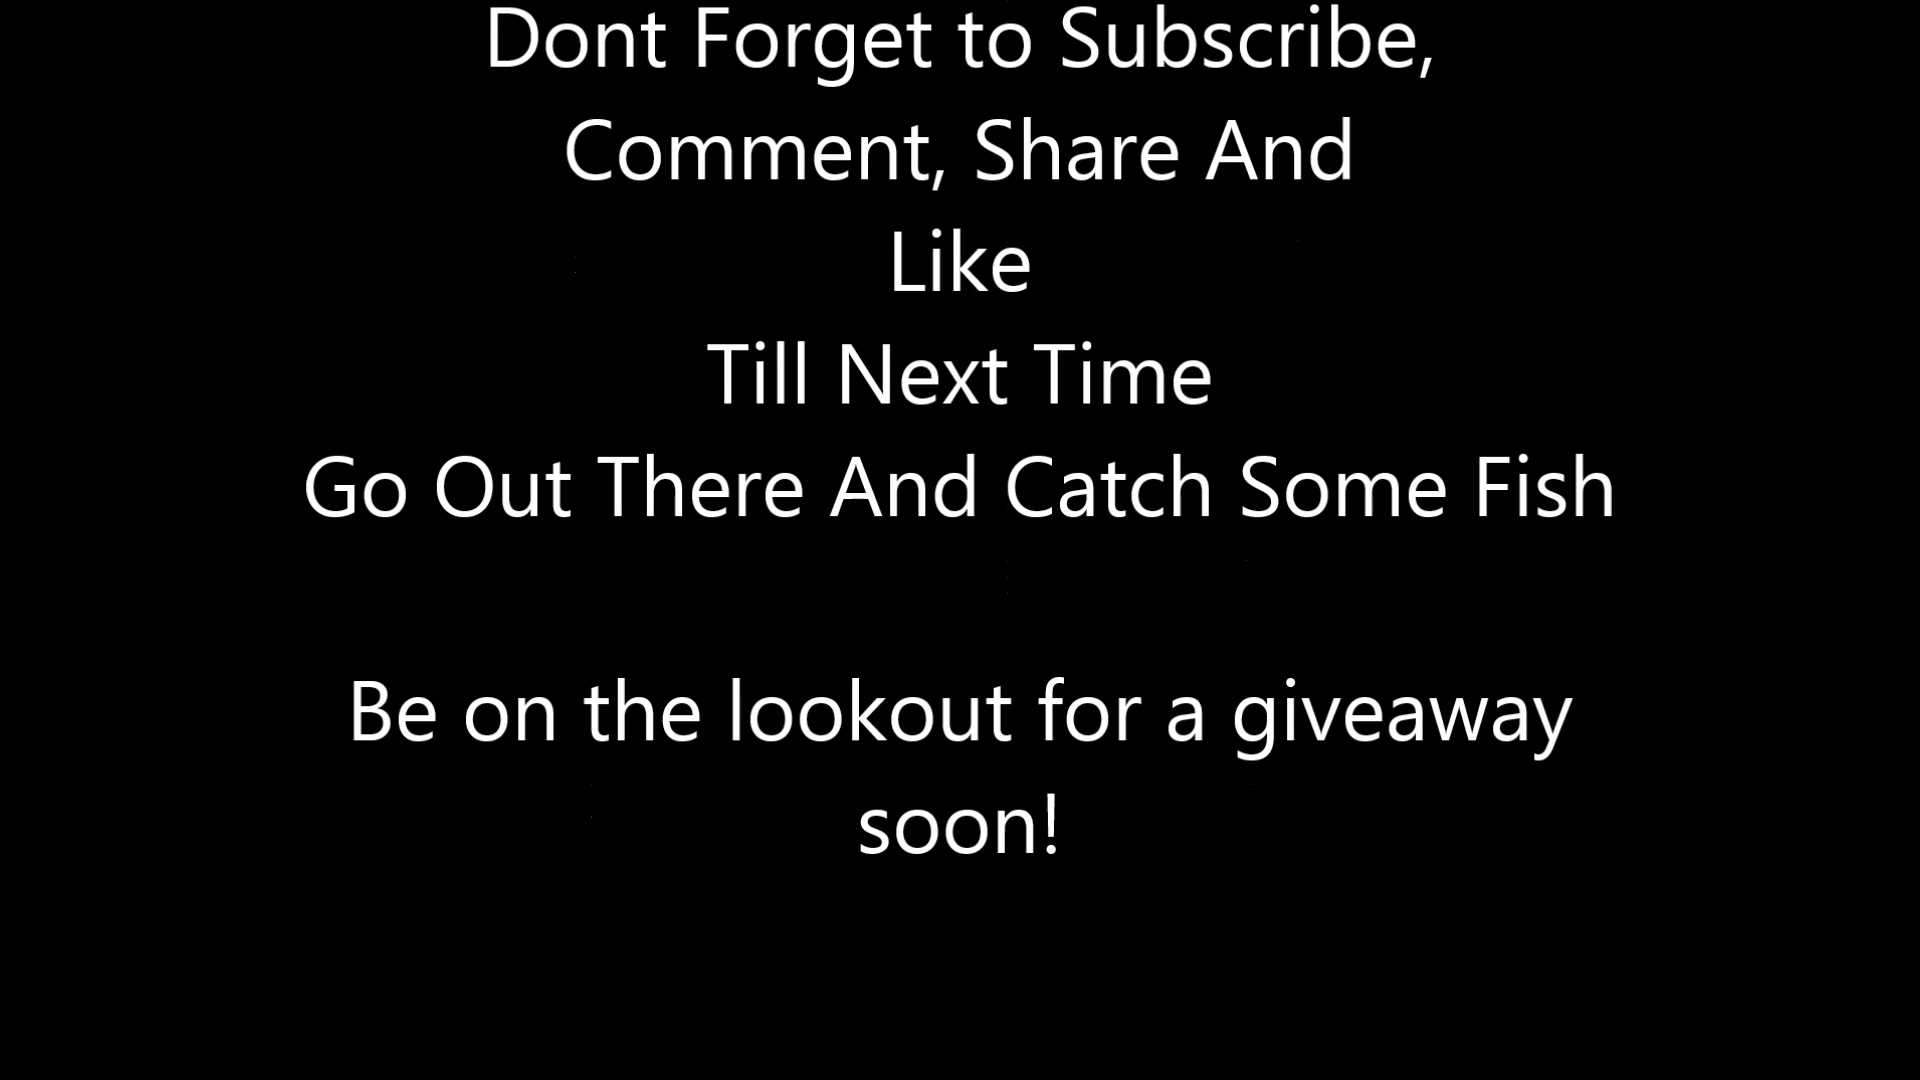 Dont Forget to Subscribe,
Comment, Share And
Like
Till Next Time
Go Out There And Catch Some Fish
Be on the lookout for a giveaway
soon!